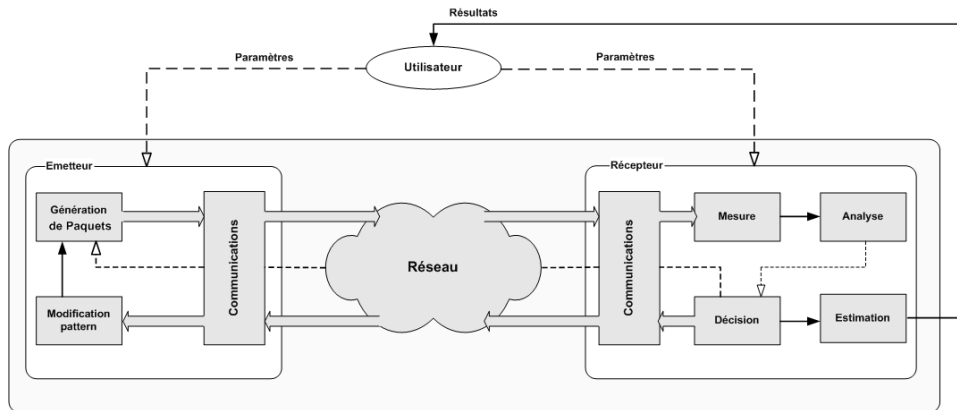 Résultats
Paramètres
Utilisateur
Paramètres
Emetteur
Récepteur
Génération
de Paquets
Communications
Réseau
Communications
Mesure
Analyse
Modification
pattern
Décision
Estimation